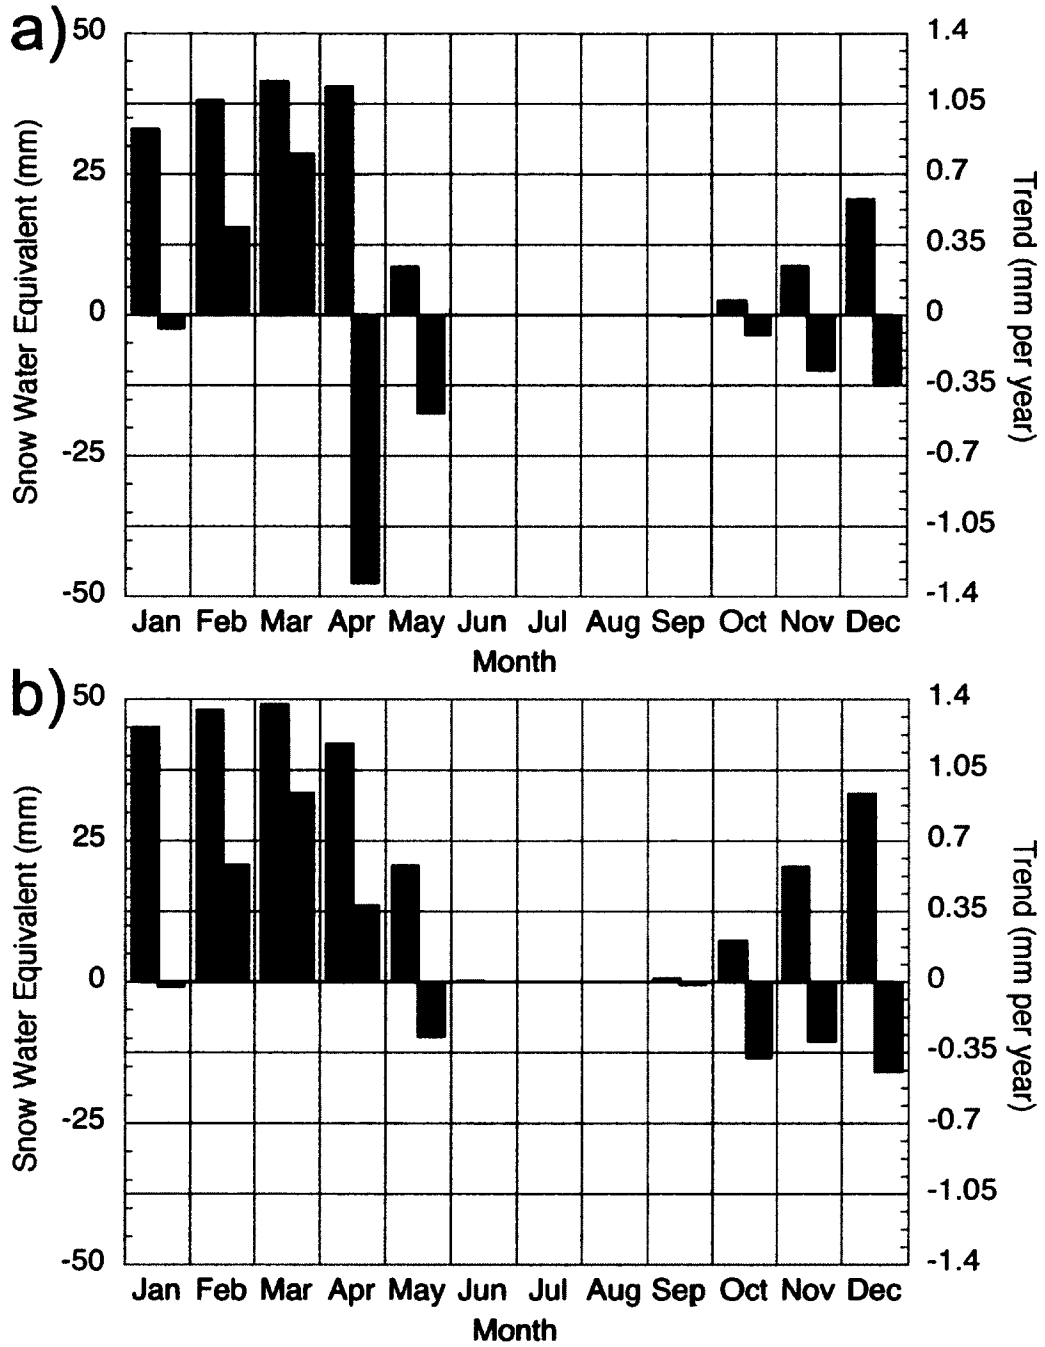 a)
50
25
0
-25
-50
Snow Water Equivalent (mm)
1.4
1.05
0.7
0.35
0
-0.35
-0.7
-1.05
-1.4
Trend (mm per year)
Jan Feb Mar Apr May Jun Jul Aug Sep Oct Nov Dec
Month
b)
50
25
0
-25
-50
Snow Water Equivalent (mm)
1.4
1.05
0.7
0.35
0
-0.35
-0.7
-1.05
-1.4
Trend (mm per year)
Jan Feb Mar Apr May Jun Jul Aug Sep Oct Nov Dec
Month